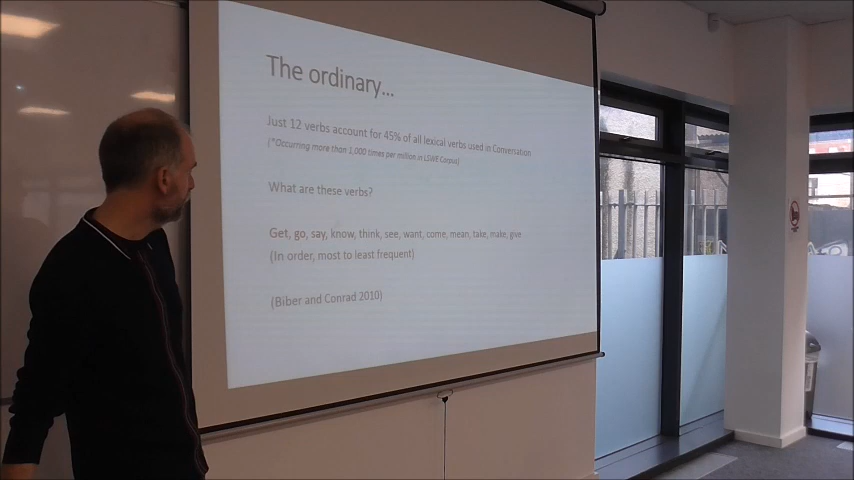 The ordinary...
Just 12 verbs account for 45% of all lexical verbs used in Conversation
(*Occurring more than 1,000 times per million in LSWE Corpus)
What are these verbs?
Get, go, say, know, think, see, want, come, mean, take, make, give
(In order, most to least frequent)
(Biber and Conrad 2010)